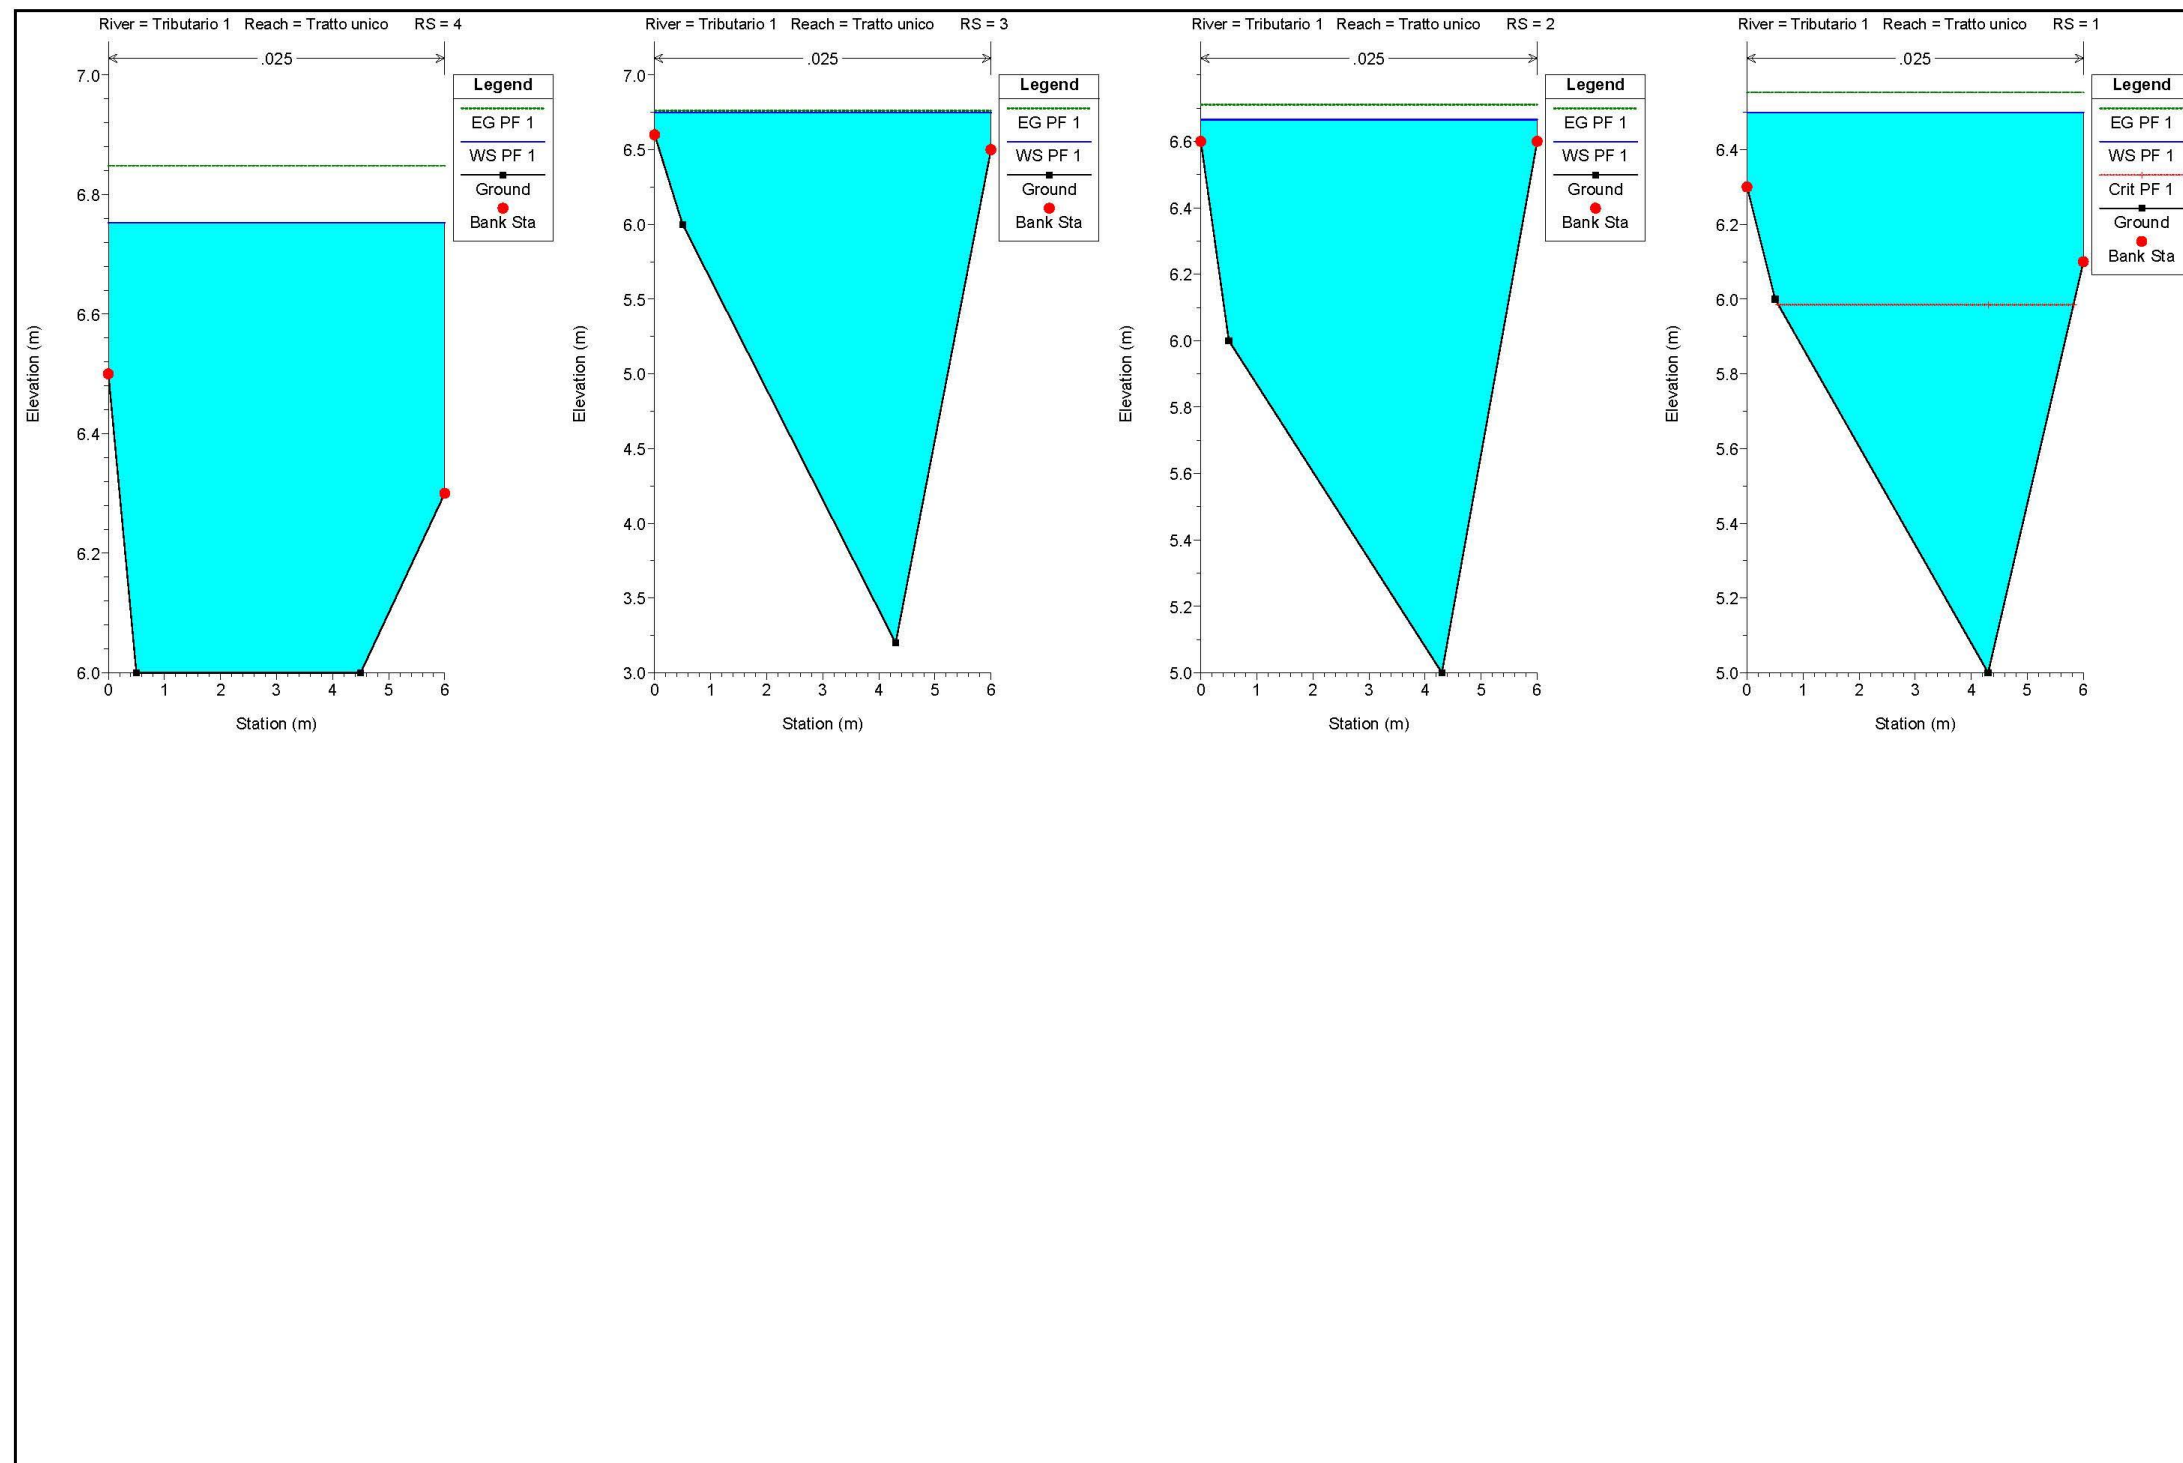 River = Tributario 1 Reach = Tratto unico RS = 4
.025
7.0
6.8
6.6
6.4
6.2
6.0
0 1 2 3 4 5 6
Station (m)
Elevation (m)
Legend
EG PF 1
WS PF 1
Ground
Bank Sta
River = Tributario 1 Reach = Tratto unico RS = 3
.025
7.0
6.5
6.0
5.5
5.0
4.5
4.0
3.5
3.0
0 1 2 3 4 5 6
Station (m)
Elevation (m)
Legend
EG PF 1
WS PF 1
Ground
Bank Sta
River = Tributario 1 Reach = Tratto unico RS = 2
.025
6.6
6.4
6.2
6.0
5.8
5.6
5.4
5.2
5.0
0 1 2 3 4 5 6
Station (m)
Elevation (m)
Legend
EG PF 1
WS PF 1
Ground
Bank Sta
River = Tributario 1 Reach = Tratto unico RS = 1
.025
6.4
6.2
6.0
5.8
5.6
5.4
5.2
5.0
0 1 2 3 4 5 6
Station (m)
Elevation (m)
Legend
EG PF 1
WS PF 1
Crit PF 1
Ground
Bank Sta